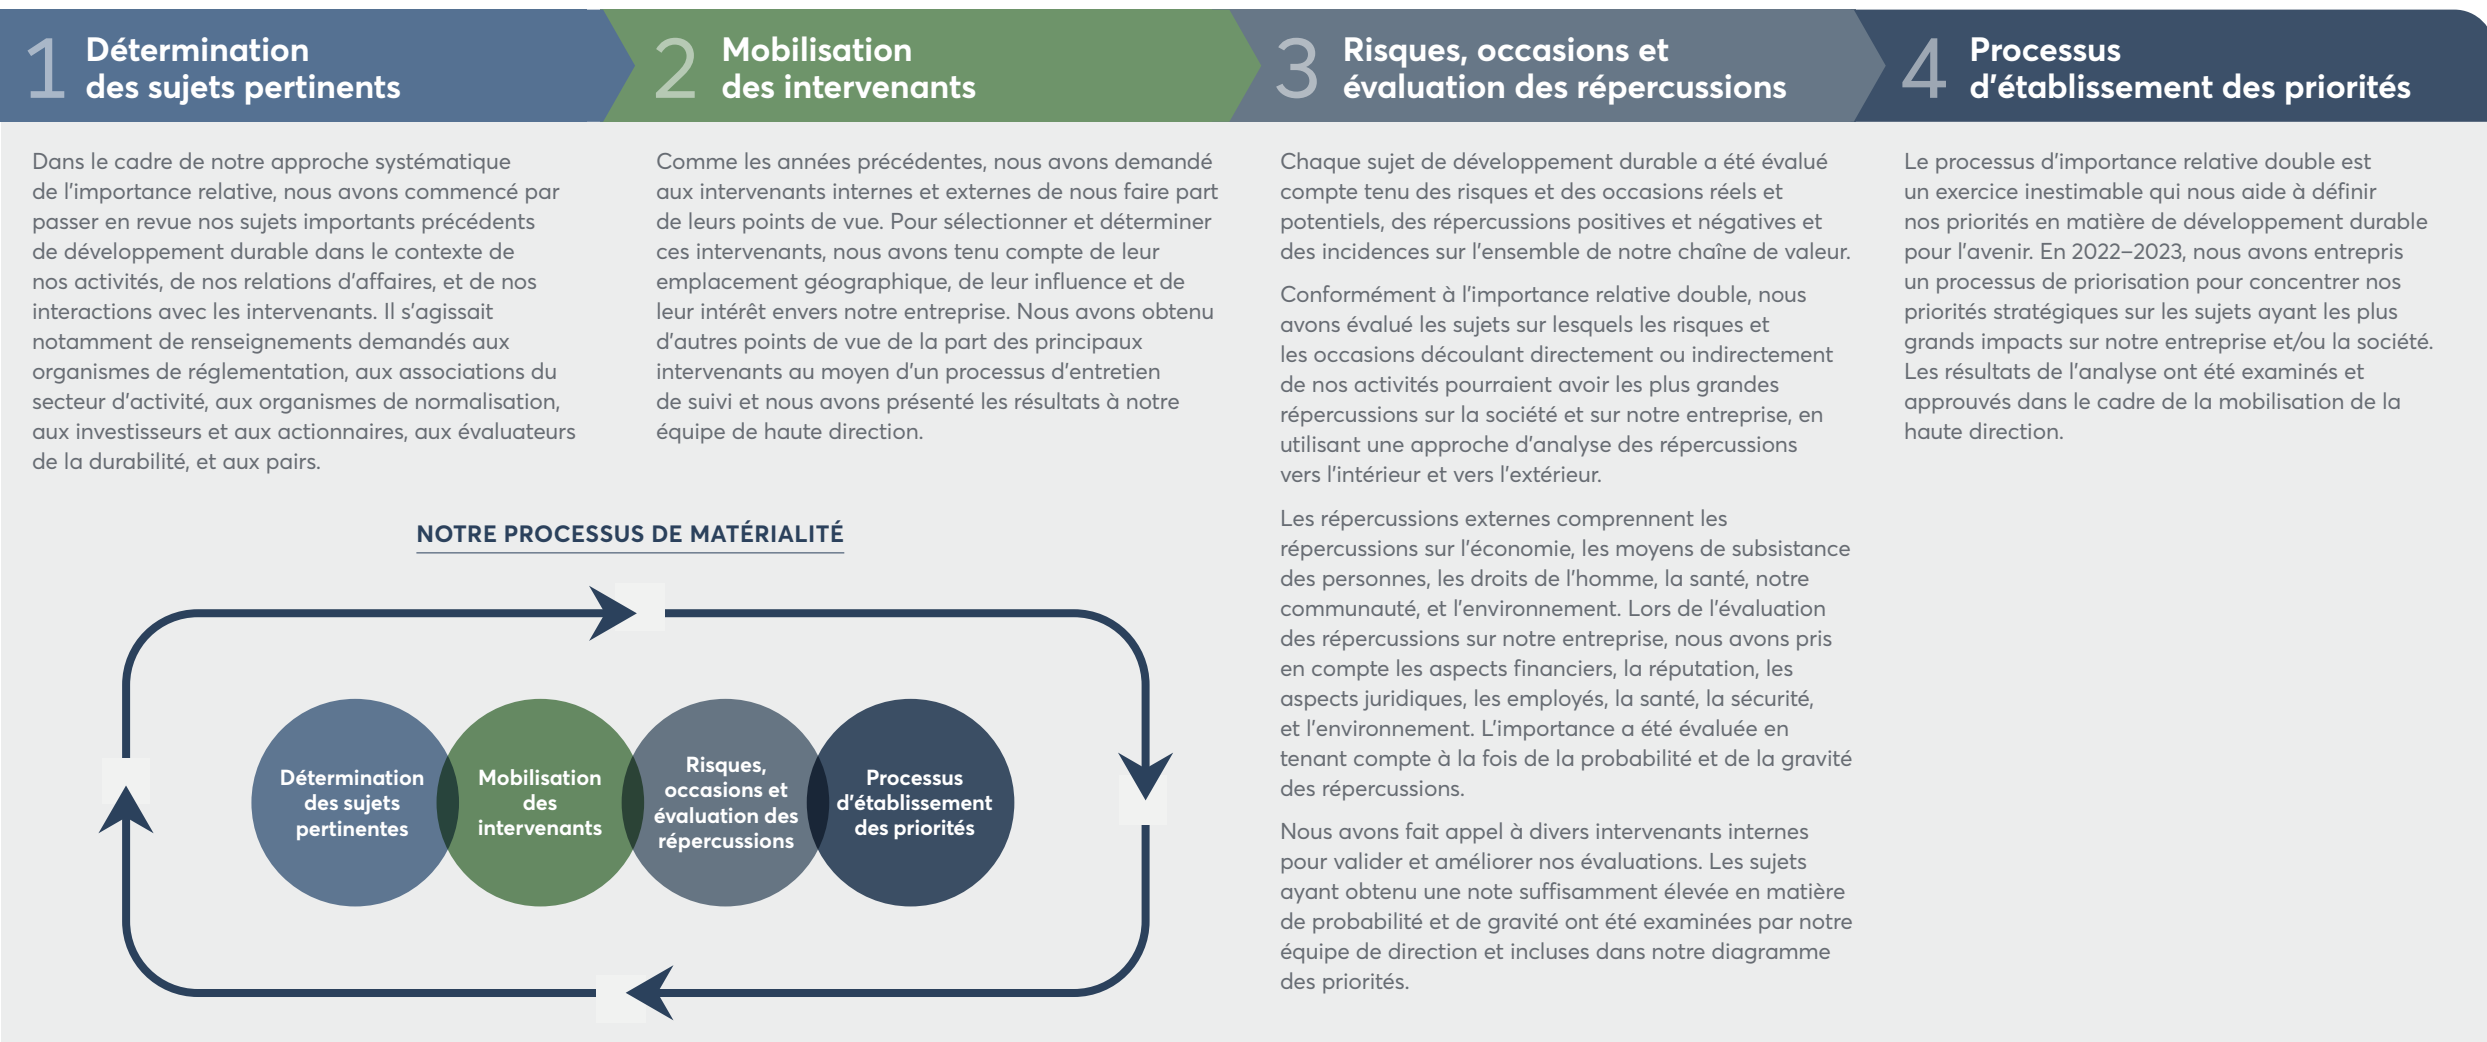 1
Détermination
des sujets pertinents
Dans le cadre de notre approche systématique
de l'importance relative, nous avons commencé par
passer en revue nos sujets importants précédents
de développement durable dans le contexte de
nos activités, de nos relations d'affaires, et de nos
interactions avec les intervenants. Il s'agissait
notamment de renseignements demandés aux
organismes de réglementation, aux associations du
secteur d'activité, aux organismes de normalisation,
aux investisseurs et aux actionnaires, aux évaluateurs
de la durabilité, et aux pairs.
2
Mobilisation
des intervenants
Comme les années précédentes, nous avons demandé
aux intervenants internes et externes de nous faire part
de leurs points de vue. Pour sélectionner et déterminer
ces intervenants, nous avons tenu compte de leur
emplacement géographique, de leur influence et de
leur intérêt envers notre entreprise. Nous avons obtenu
d'autres points de vue de la part des principaux
intervenants au moyen d'un processus d'entretien
de suivi et nous avons présenté les résultats à notre
équipe de haute direction.
3
Risques, occasions et
évaluation des répercussions
Chaque sujet de développement durable a été évalué
compte tenu des risques et des occasions réels et
potentiels, des répercussions positives et négatives et
des incidences sur l'ensemble de notre chaîne de valeur.
Conformément à l'importance relative double, nous
avons évalué les sujets sur lesquels les risques et
les occasions découlant directement ou indirectement
de nos activités pourraient avoir les plus grandes
répercussions sur la société et sur notre entreprise, en
utilisant une approche d'analyse des répercussions
vers l'intérieur et vers l'extérieur.
Les répercussions externes comprennent les
répercussions sur l'économie, les moyens de subsistance
des personnes, les droits de l'homme, la santé, notre
communauté, et l'environnement. Lors de l'évaluation
des répercussions sur notre entreprise, nous avons pris
en compte les aspects financiers, la réputation, les
aspects juridiques, les employés, la santé, la sécurité,
et l'environnement. L'importance a été évaluée en
tenant compte à la fois de la probabilité et de la gravité
des répercussions.
Nous avons fait appel à divers intervenants internes
pour valider et améliorer nos évaluations. Les sujets
ayant obtenu une note suffisamment élevée en matière
de probabilité et de gravité ont été examinées par notre
équipe de direction et incluses dans notre diagramme
des priorités.
4
Processus
d'établissement des priorités
Le processus d'importance relative double est
un exercice inestimable qui nous aide à définir
nos priorités en matière de développement durable
pour l'avenir. En 2022–2023, nous avons entrepris
un processus de priorisation pour concentrer nos
priorités stratégiques sur les sujets ayant les plus
grands impacts sur notre entreprise et/ou la société.
Les résultats de l'analyse ont été examinés et
approuvés dans le cadre de la mobilisation de la
haute direction.
NOTRE PROCESSUS DE MATÉRIALITÉ
Détermination
des sujets
pertinentes
Mobilisation
des
intervenants
Risques,
occasions et
évaluation des
répercussions
Processus
d'établissement
des priorités